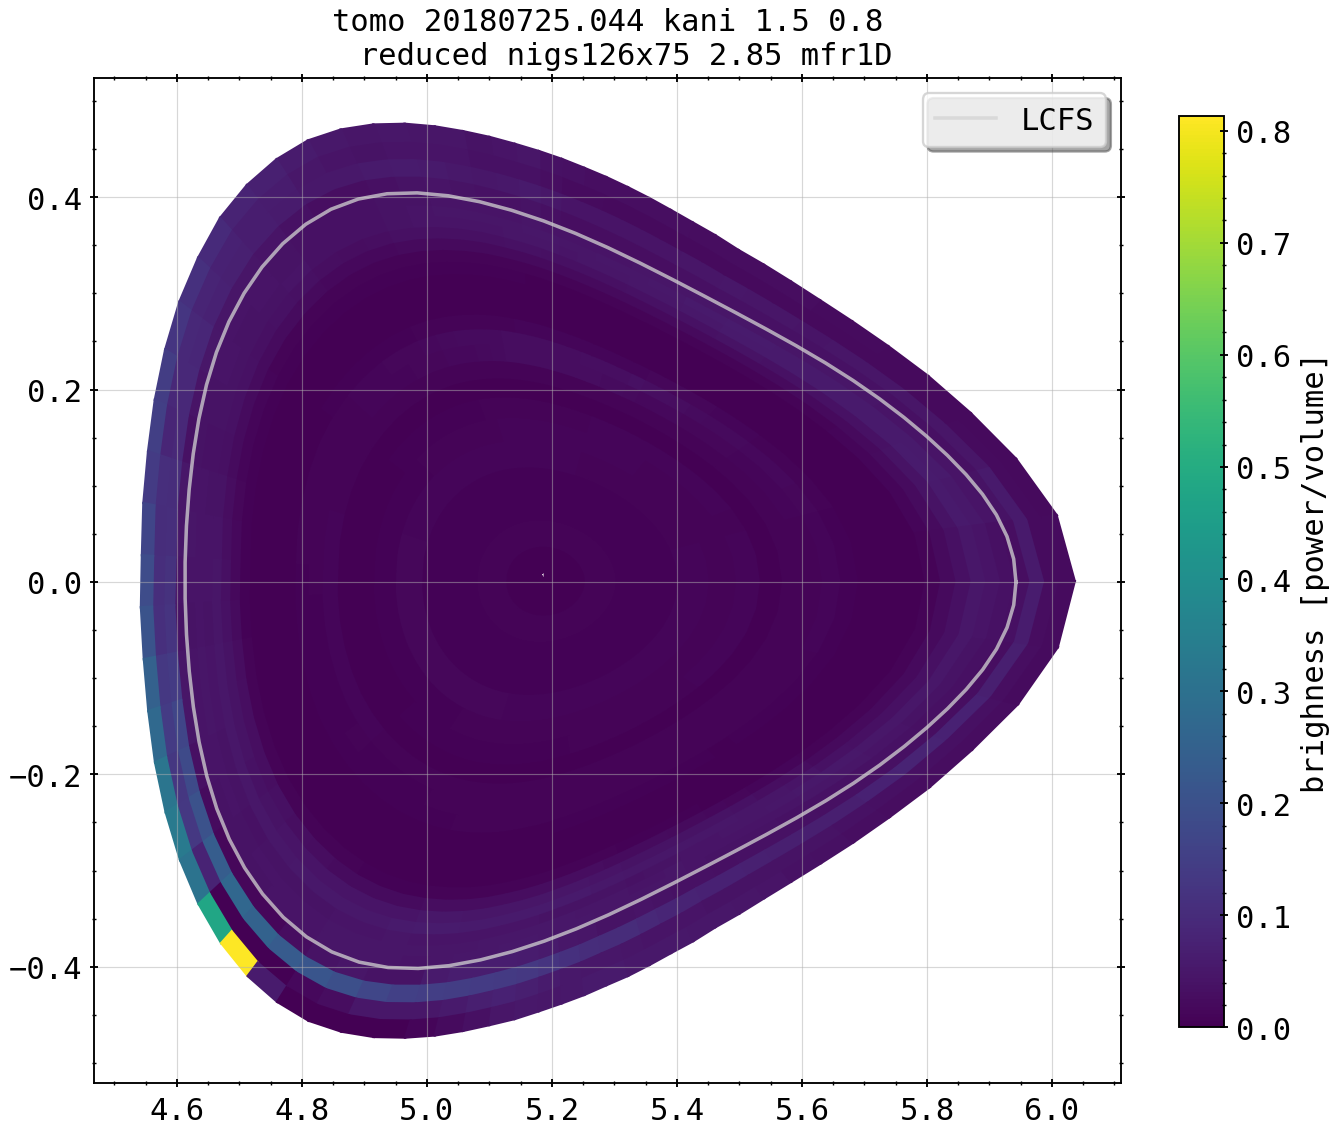 tomo 20180725.044 kani 1.5 0.8
reduced nigs126x75 2.85 mfr1D
LCFS
0.4
0.2
0.0
−0.2
−0.4
4.6 4.8 5.0 5.2 5.4 5.6 5.8 6.0
0.8
0.7
0.6
0.5
0.4
0.3
0.2
0.1
0.0
brighness [power/volume]